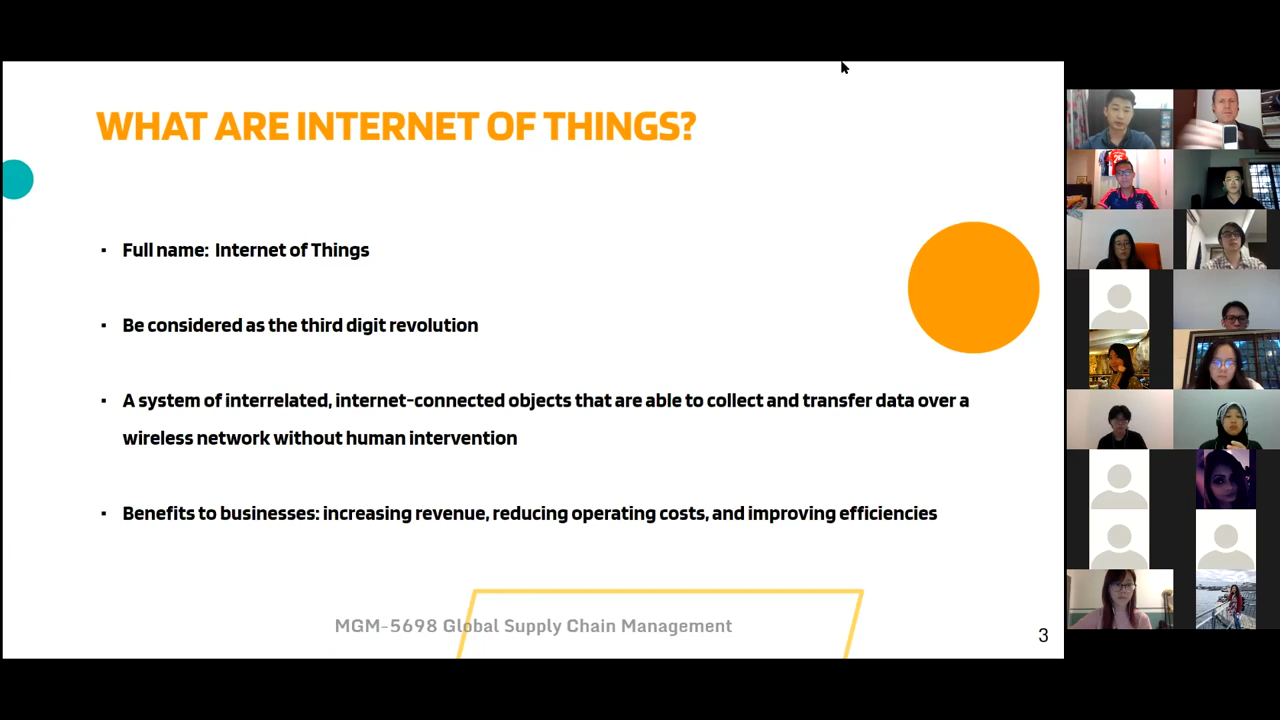 WHAT ARE INTERNET OF THINGS?
▪ Full name: Internet of Things
▪ Be considered as the third digit revolution
▪ A system of interrelated, internet-connected objects that are able to collect and transfer data over a
wireless network without human intervention
▪ Benefits to businesses: increasing revenue, reducing operating costs, and improving efficiencies
MGM-5698 Global Supply Chain Management
3